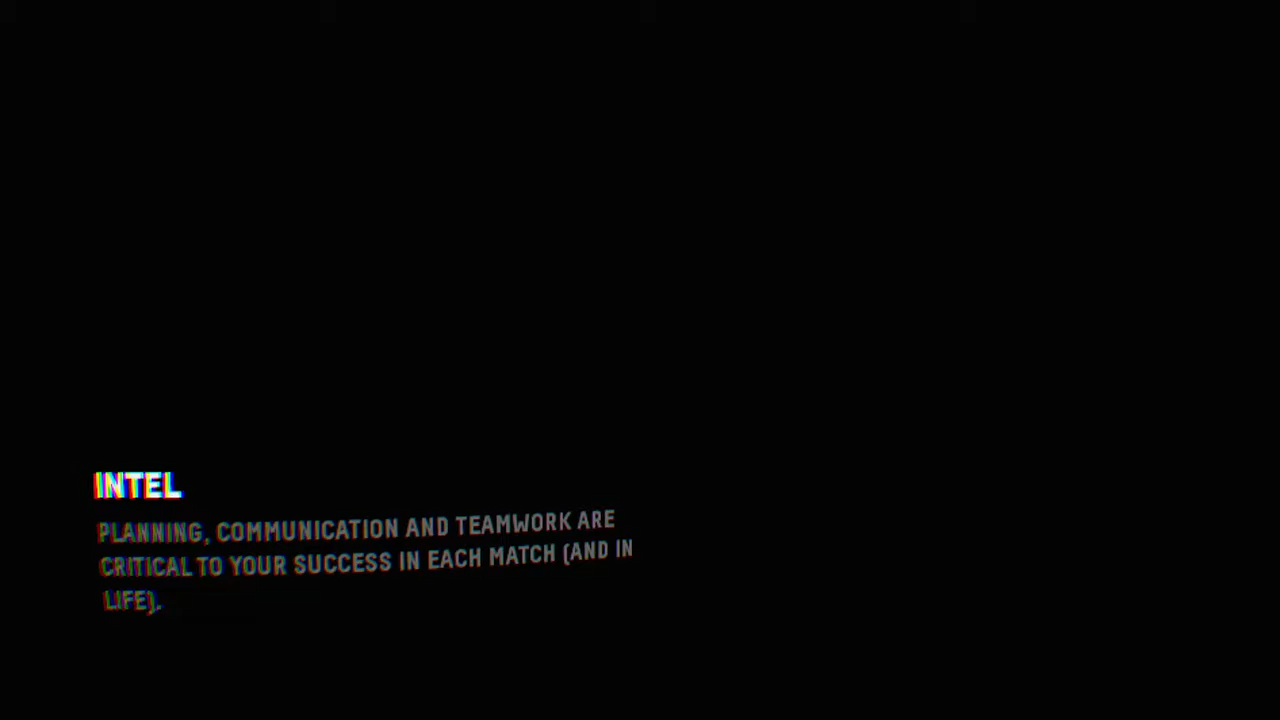 INTEL
PLANNING, COMMUNICATION AND TEAMWORK ARE
CRITICAL TO YOUR SUCCESS IN EACH MATCH (AND IN
LIFE).